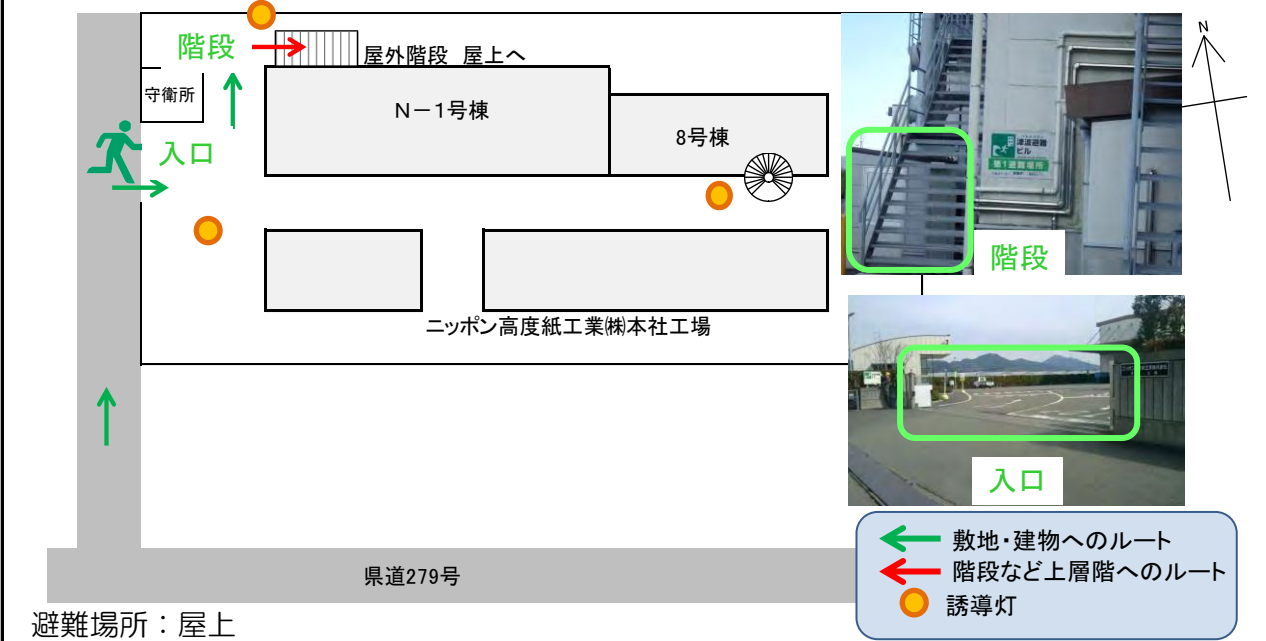 階段
屋外階段 屋上へ
守衛所
N－1号棟
8号棟
入口
ニッポン高度紙工業㈱本社工場
県道279号
避難場所：屋上
N
津波避難
ビル
第1避難場所
階段
入口
敷地・建物へのルート
階段など上層階へのルート
誘導灯